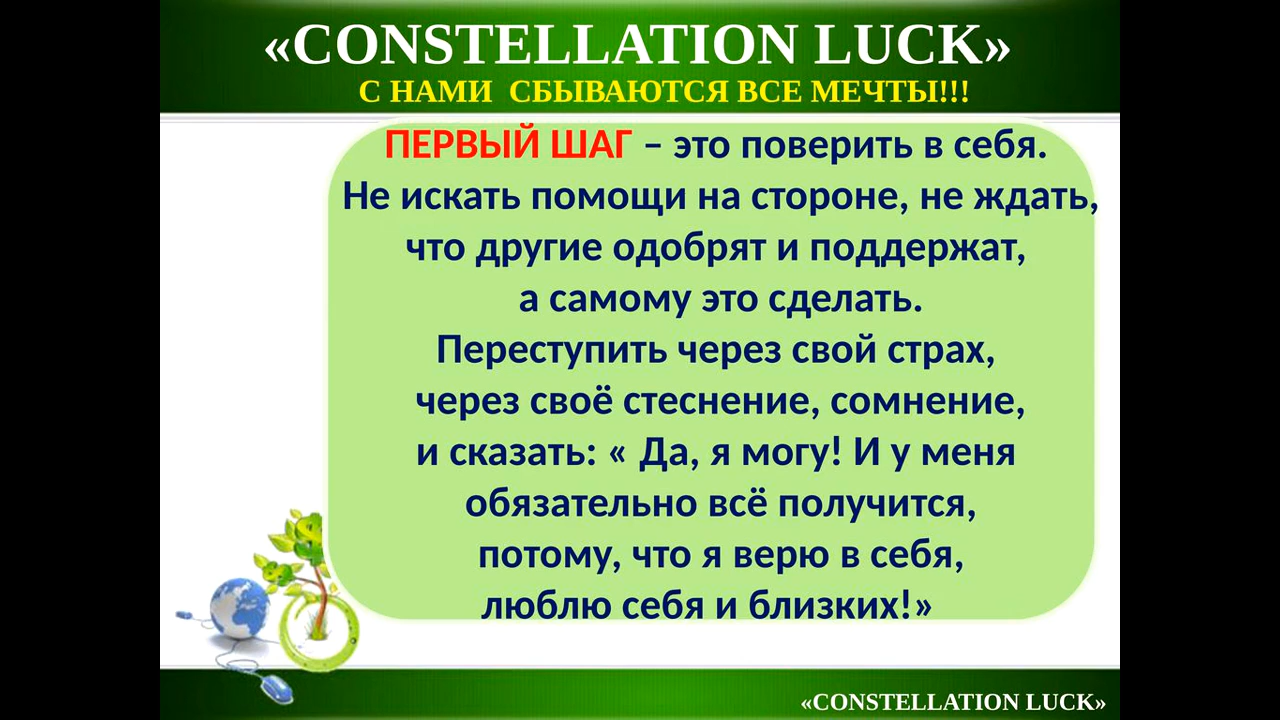 «CONSTELLATION LUCK»
С НАМИ СБЫВАЮТСЯ ВСЕ МЕЧТЫ!!!
ПЕРВЫЙ ШАГ – это поверить в себя.
Не искать помощи на стороне, не ждать,
что другие одобрят и поддержат,
а самому это сделать.
Переступить через свой страх,
через своё стеснение, сомнение,
и сказать: « Да, я могу! И у меня
обязательно всё получится,
потому, что я верю в себя,
люблю себя и близких!»
«CONSTELLATION LUCK»